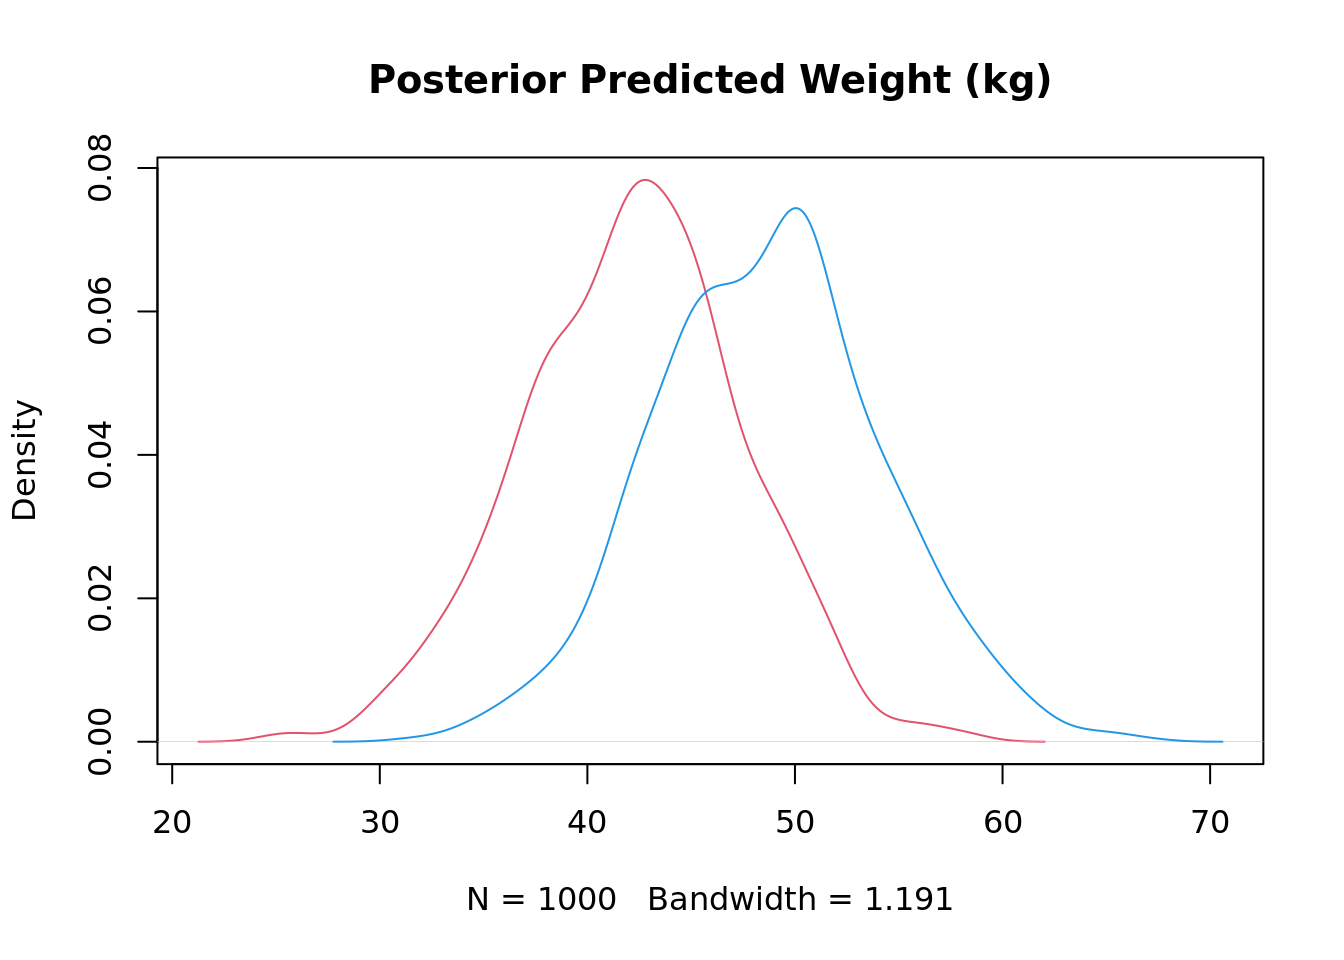 Posterior Predicted Weight (kg)
Density
0.08
0.06
0.04
0.02
0.00
20 30 40 50 60 70
N = 1000   Bandwidth = 1.191